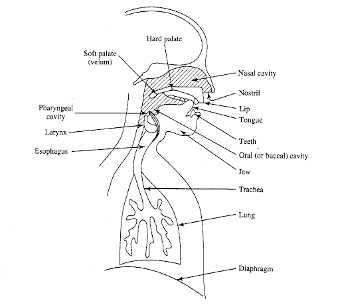 Hard palate
Soft palate
(velum)
Nasal cavity
Nostril
Lip
Tongue
Pharyngeal
cavity
Larynx
Esophagus
Teeth
Oral (or buccal) cavity
Jaw
Trachea
Lung
Diaphragm